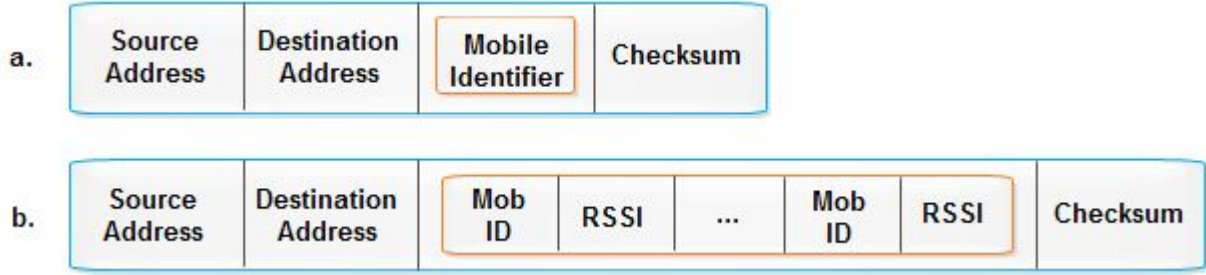 a.
Source
Address
Destination
Address
Mobile
Identifier
Checksum
b.
Source
Address
Destination
Address
Mob
ID
RSSI
...
Mob
ID
RSSI
Checksum